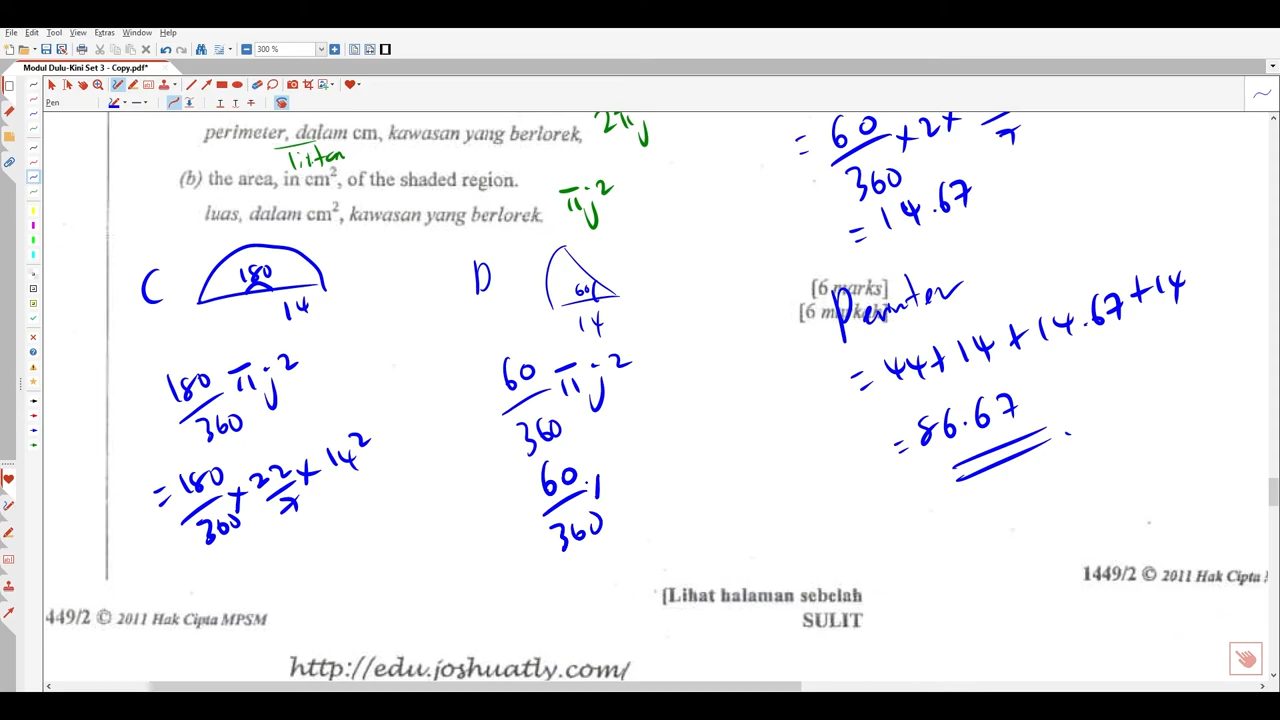 File Edit Tool View Extras Window Help
300 %
Modul Dulu-Kini Set 3 - Copy.pdf*
Pen
perimeter, dalam cm, kawasan yang berlorek,
2πj
lilitan
(b) the area, in cm², of the shaded region.
luas, dalam cm², kawasan yang berlorek.
πj²
= 60/360 × 2 ×
= 14.67
C 180 14
D 60 14
[6 marks]
[6 markah]
Perimeter
= 44 + 14 + 14.67 + 14
= 86.67
180/360 πj²
60/360 πj²
= 180/360 × 22/7 × 14²
60/360
1449/2 © 2011 Hak Cipta
[Lihat halaman sebelah
449/2 © 2011 Hak Cipta MPSM
SULIT
http://edu.joshuatly.com/